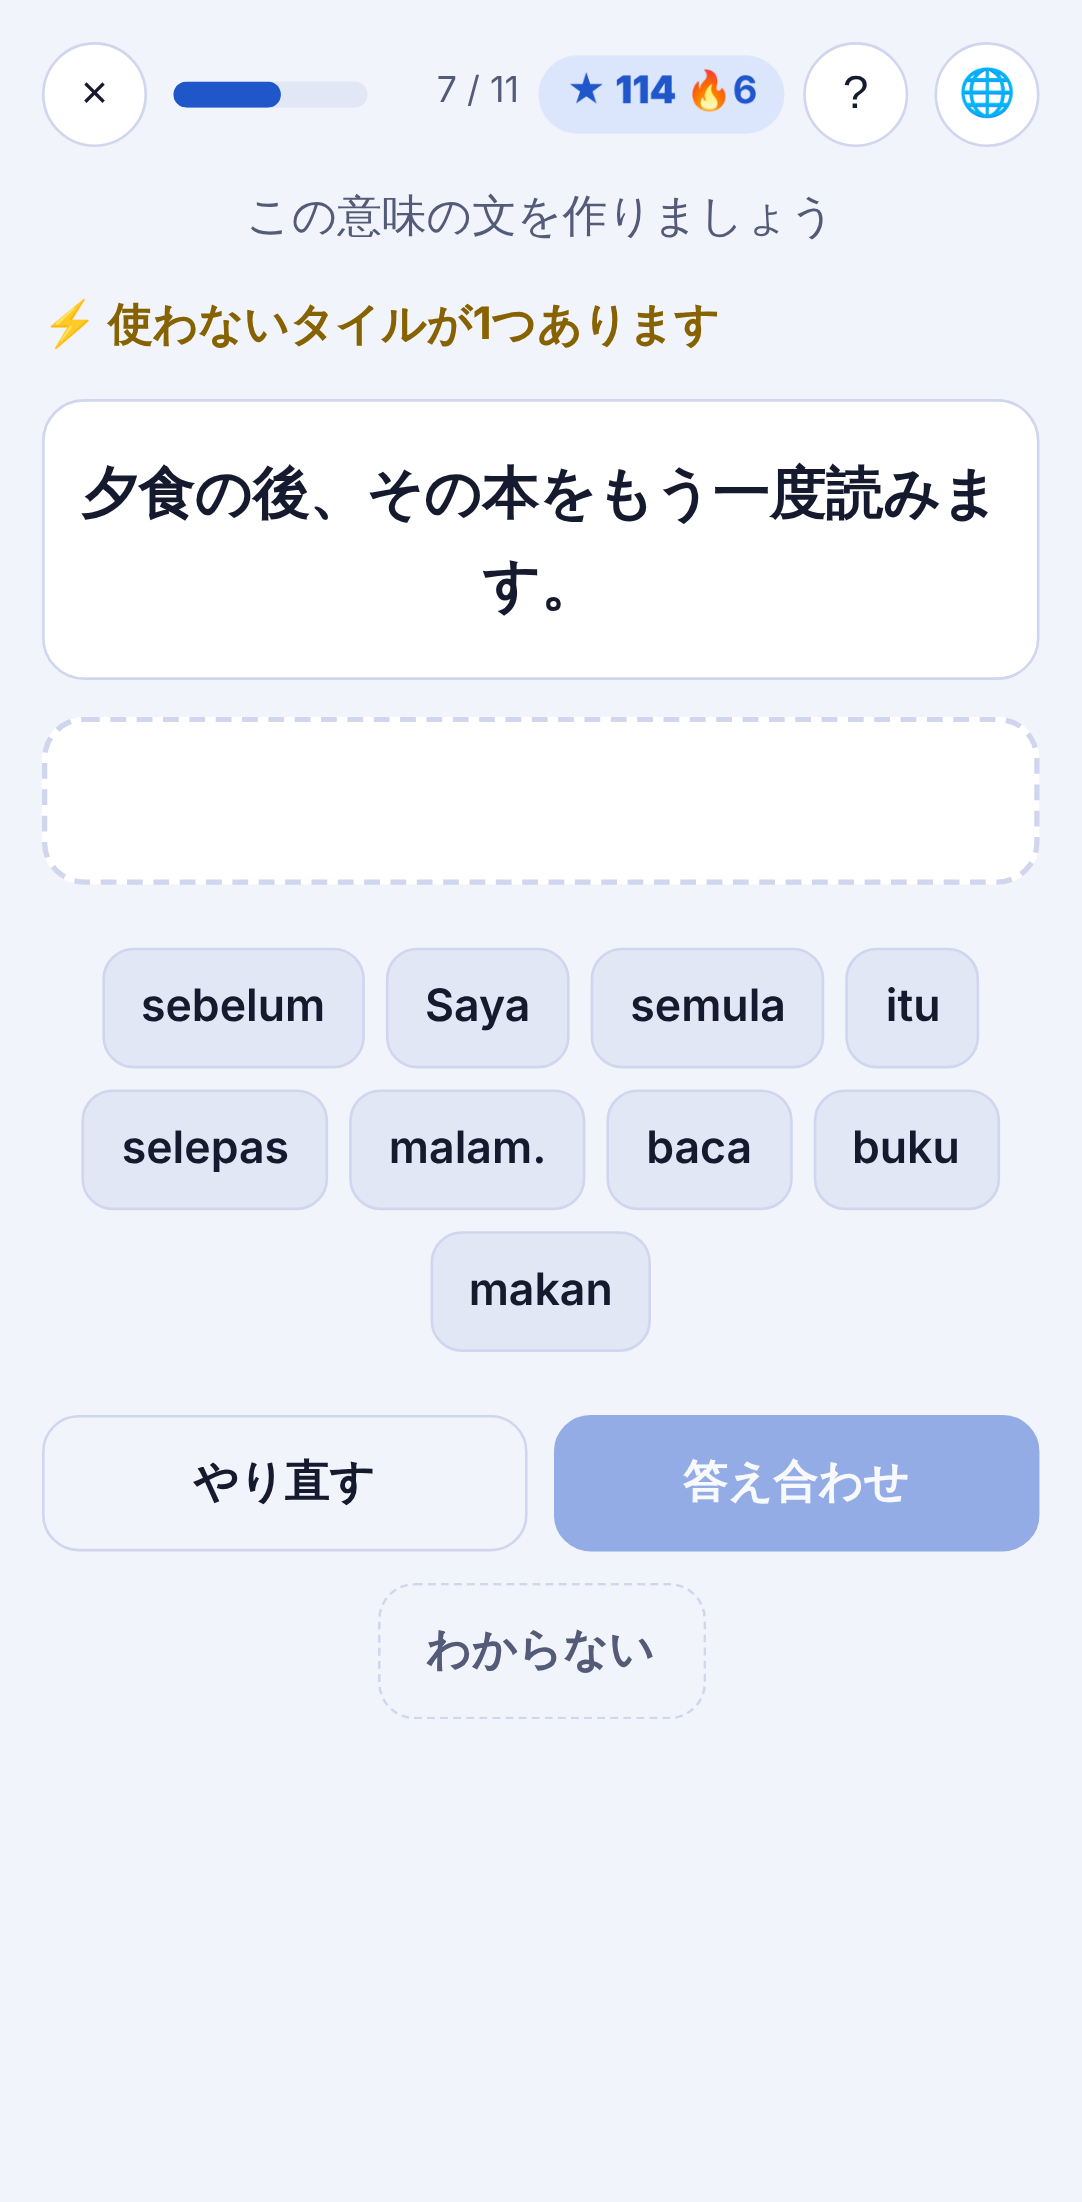 ×
7 / 11
★ 114 🔥6
?
この意味の文を作りましょう
⚡ 使わないタイルが1つあります
夕食の後、その本をもう一度読みま
す。
sebelum
Saya
semula
itu
selepas
malam.
baca
buku
makan
やり直す
答え合わせ
わからない